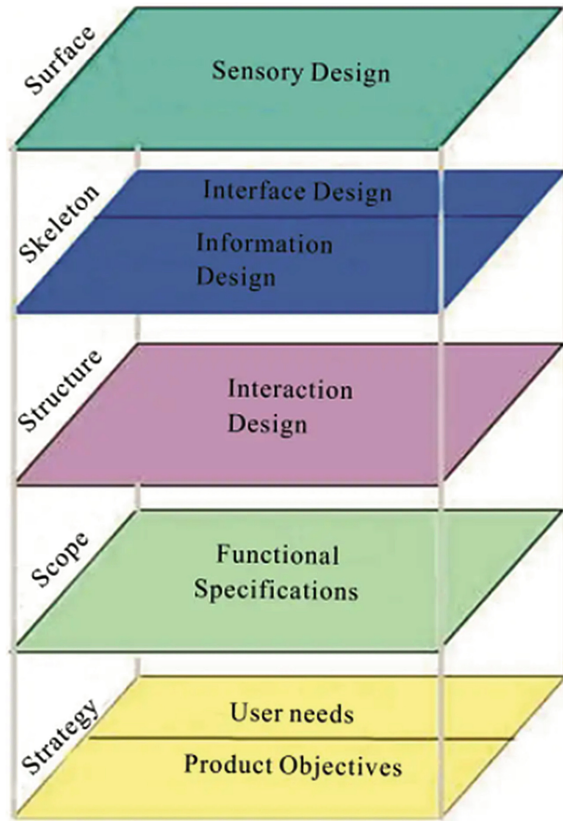 Surface
Sensory Design
Skeleton
Interface Design
Information
Design
Structure
Interaction
Design
Scope
Functional
Specifications
Strategy
User needs
Product Objectives